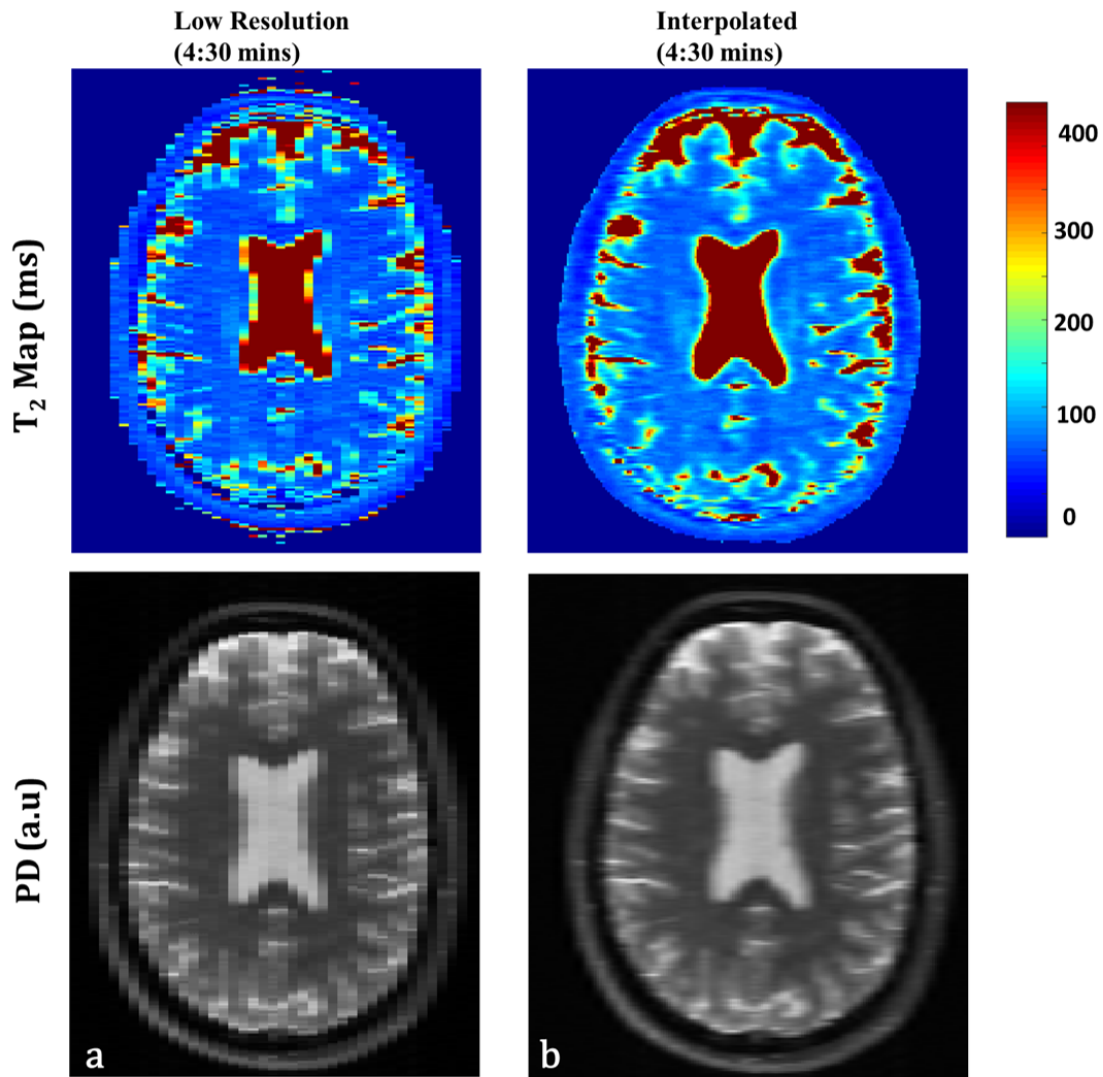 Low Resolution
(4:30 mins)
Interpolated
(4:30 mins)
T₂ Map (ms)
400
300
200
100
0
PD (a.u)
a
b